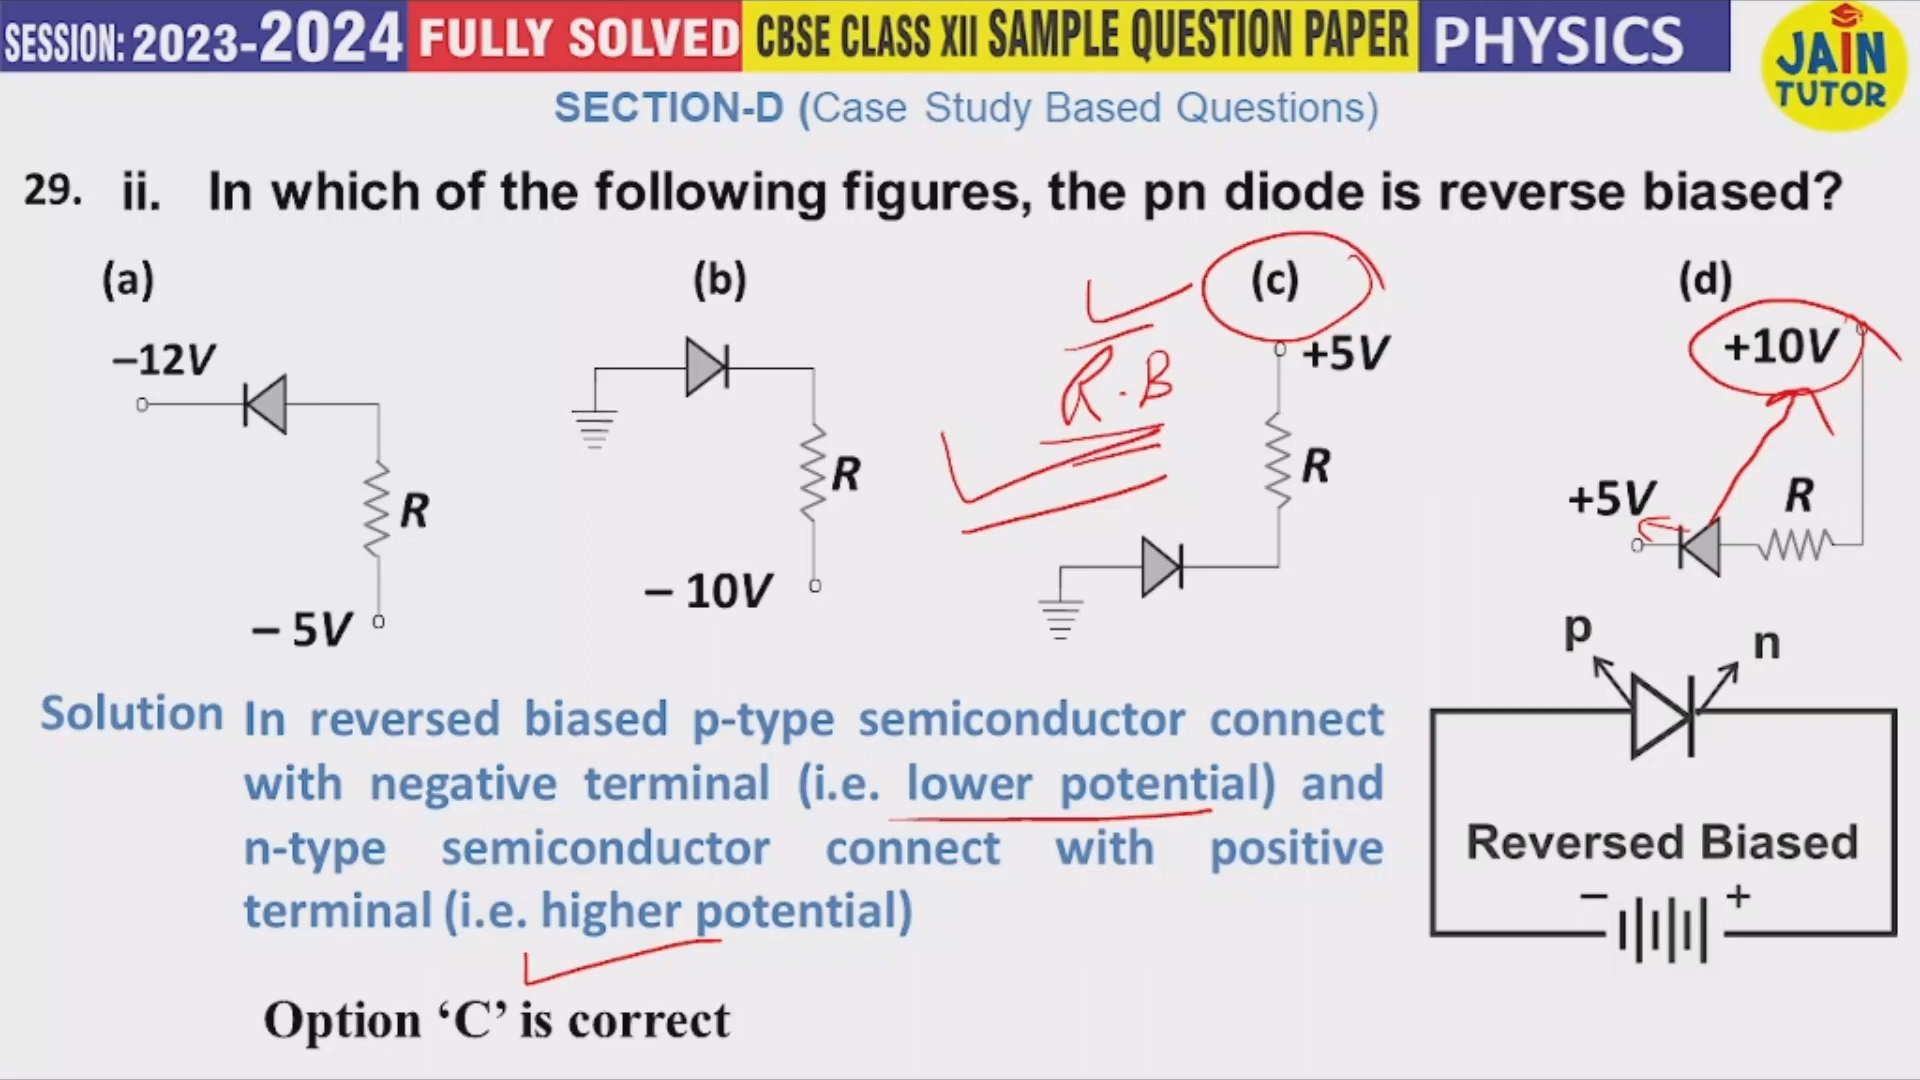 SESSION: 2023-2024 FULLY SOLVED CBSE CLASS XII SAMPLE QUESTION PAPER PHYSICS
JAIN
TUTOR
SECTION-D (Case Study Based Questions)
29. ii. In which of the following figures, the pn diode is reverse biased?
(a) (b) (c) (d)
–12V
+5V
+10V
R.B
R
R
R
+5V
R
– 5V
– 10V
p
n
Solution In reversed biased p-type semiconductor connect
with negative terminal (i.e. lower potential) and
n-type semiconductor connect with positive
terminal (i.e. higher potential)
Reversed Biased
– +
Option ‘C’ is correct